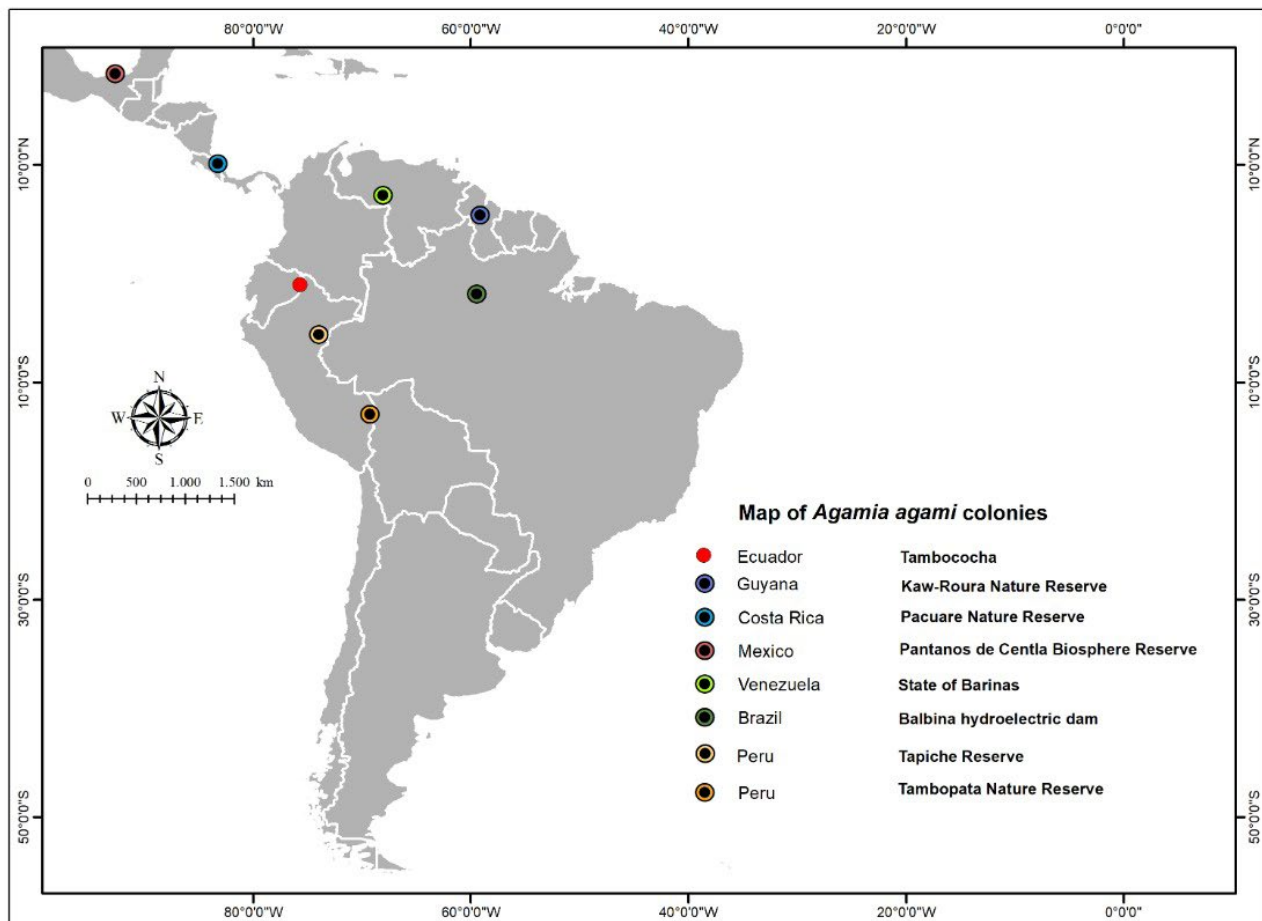 80°0'0"W 60°0'0"W 40°0'0"W 20°0'0"W 0°0'0"
10°0'0"N 10°0'0"N
10°0'0"S 10°0'0"S
N
W E
S
0 500 1.000 1.500 km
30°0'0"S 30°0'0"S
50°0'0"S 50°0'0"S
Map of Agamia agami colonies
Ecuador Tambococha
Guyana Kaw-Roura Nature Reserve
Costa Rica Pacuare Nature Reserve
Mexico Pantanos de Centla Biosphere Reserve
Venezuela State of Barinas
Brazil Balbina hydroelectric dam
Peru Tapiche Reserve
Peru Tambopata Nature Reserve
80°0'0"W 60°0'0"W 40°0'0"W 20°0'0"W 0°0'0"